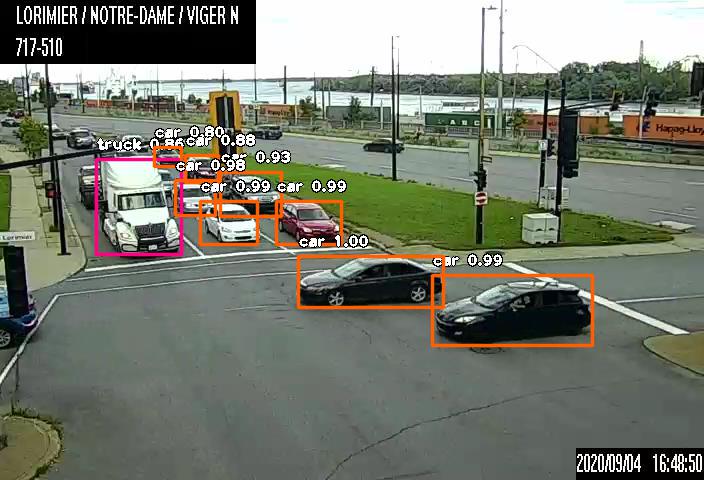 LORIMIER / NOTRE-DAME / VIGER N
717-510
car 0.80
car 0.88
truck 0.86
car 0.93
car 0.98
car 0.99
car 0.99
car 1.00
car 0.99
Hapag-Lloyd
Lorimier
2020/09/04 16:48:50